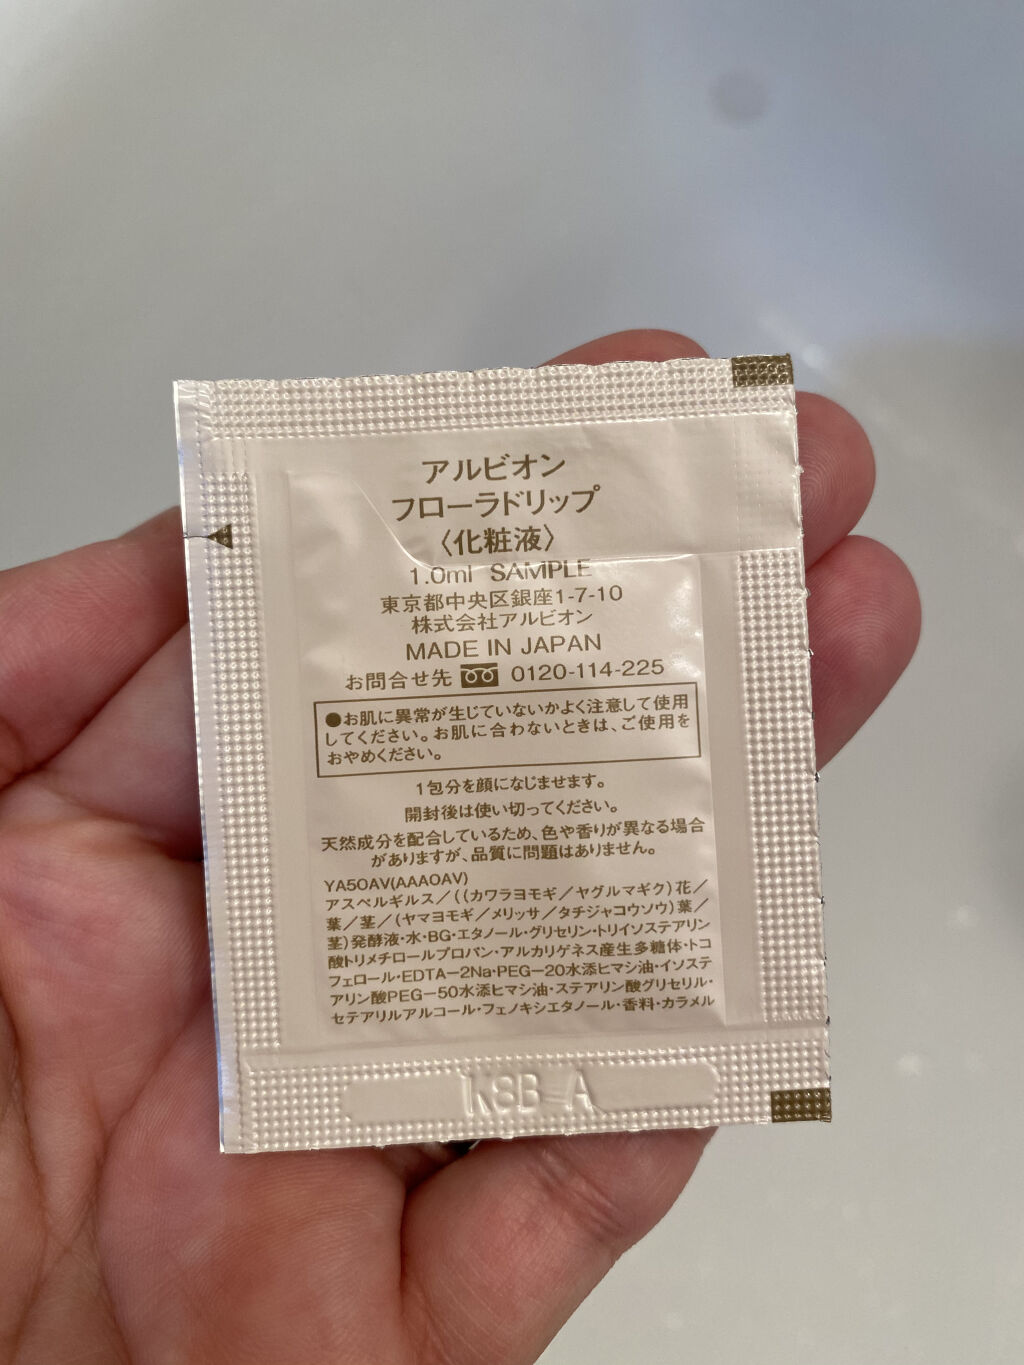 アルビオン
フローラドリップ
〈化粧液〉
1.0ml SAMPLE
東京都中央区銀座1-7-10
株式会社アルビオン
MADE IN JAPAN
お問合せ先 0120-114-225
●お肌に異常が生じていないかよく注意して使用
してください。お肌に合わないときは、ご使用を
おやめください。
1包分を顔になじませます。
開封後は使い切ってください。
天然成分を配合しているため、色や香りが異なる場合
がありますが、品質に問題はありません。
YA50AV(AAA0AV)
アスペルギルス／((カワラヨモギ／ヤグルマギク)花／
葉／茎／(ヤマヨモギ／メリッサ／タチジャコウソウ)葉／
茎)発酵液・水・BG・エタノール・グリセリン・トリイソステアリン
酸トリメチロールプロパン・アルカリゲネス産生多糖体・トコ
フェロール・EDTA－2Na・PEG－20水添ヒマシ油・イソステ
アリン酸PEG－50水添ヒマシ油・ステアリン酸グリセリル・
セテアリルアルコール・フェノキシエタノール・香料・カラメル
K8B A